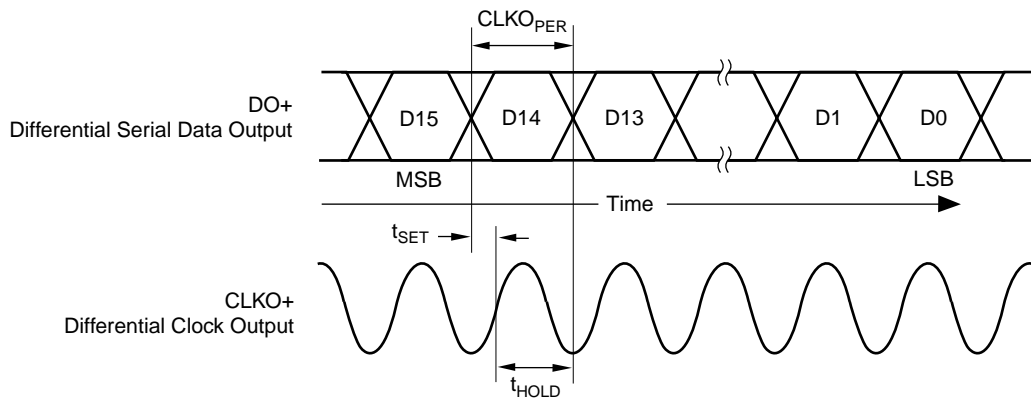 CLKOPER
DO+
Differential Serial Data Output
D15
D14
D13
D1
D0
MSB
LSB
Time
tSET
CLKO+
Differential Clock Output
tHOLD